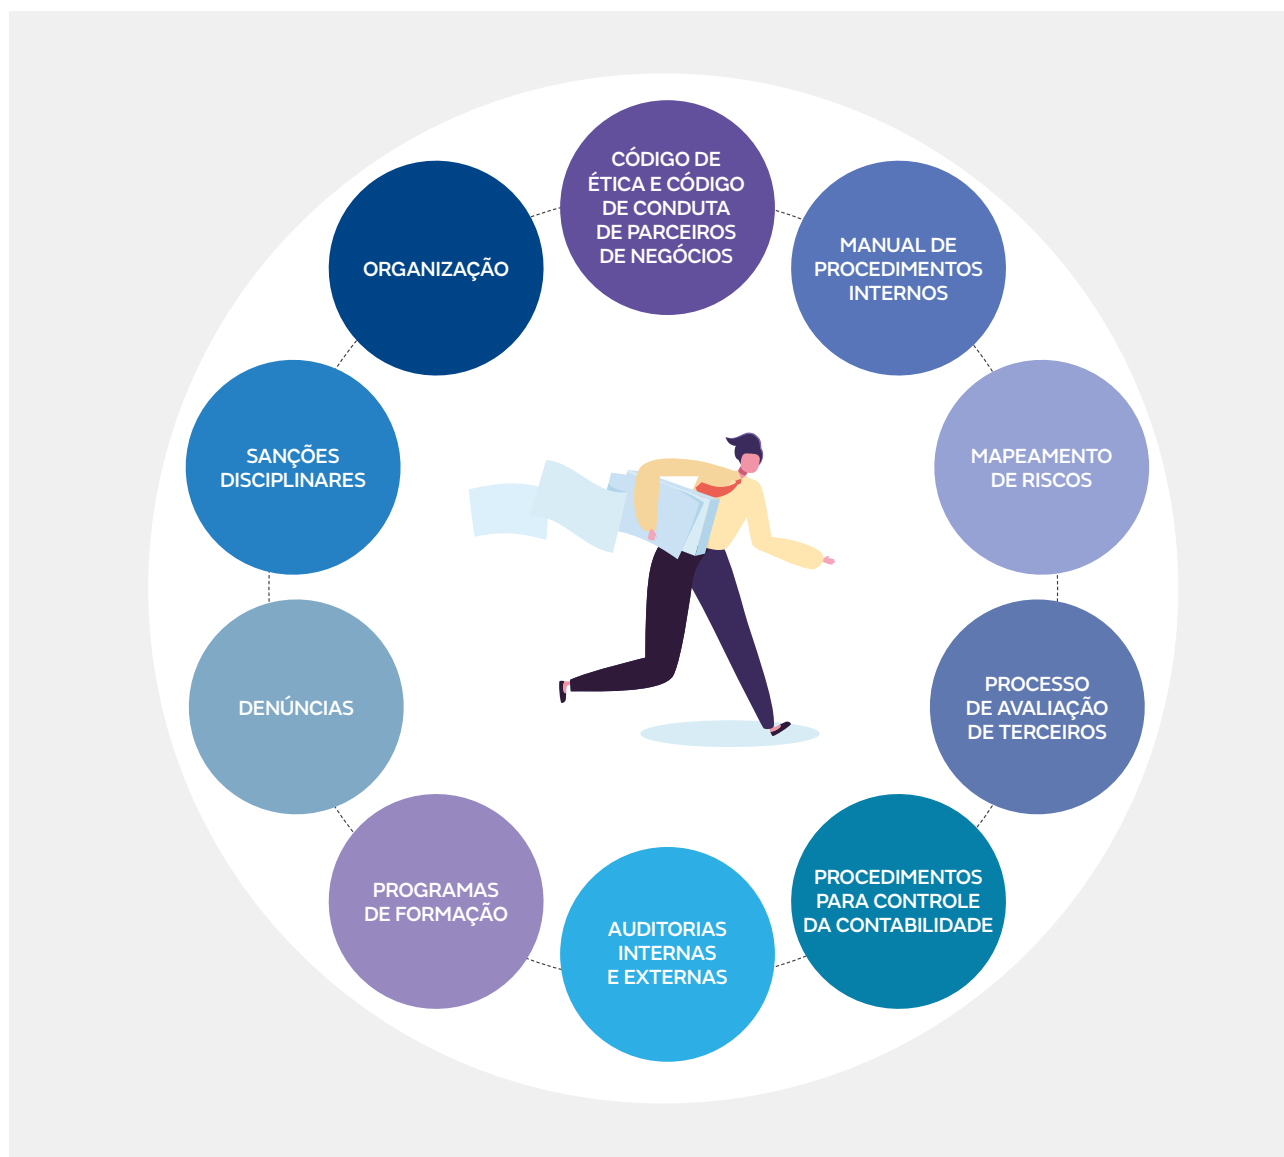 CÓDIGO DE
ÉTICA E CÓDIGO
DE CONDUTA
DE PARCEIROS
DE NEGÓCIOS
MANUAL DE
PROCEDIMENTOS
INTERNOS
MAPEAMENTO
DE RISCOS
PROCESSO
DE AVALIAÇÃO
DE TERCEIROS
PROCEDIMENTOS
PARA CONTROLE
DA CONTABILIDADE
AUDITORIAS
INTERNAS
E EXTERNAS
PROGRAMAS
DE FORMAÇÃO
DENÚNCIAS
SANÇÕES
DISCIPLINARES
ORGANIZAÇÃO